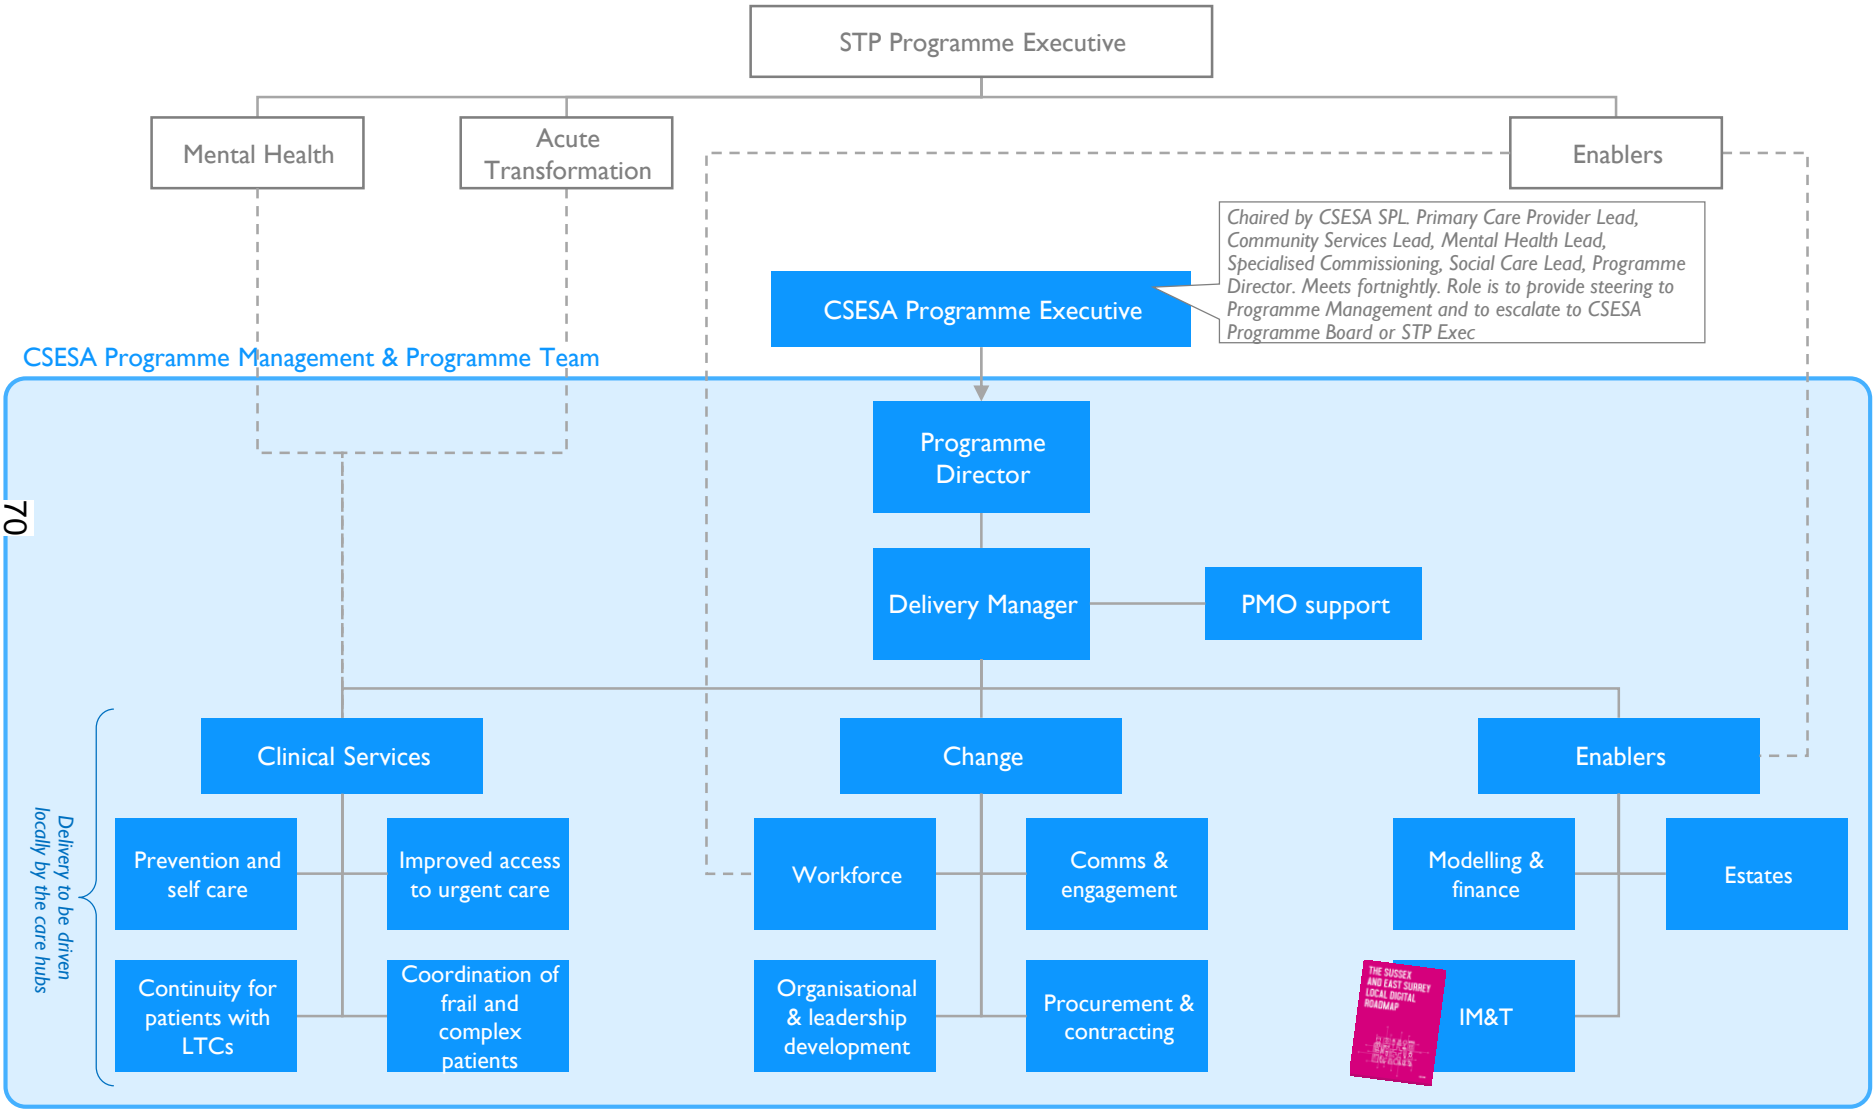 STP Programme Executive
Mental Health
Acute
Transformation
Enablers
Chaired by CSESA SPL. Primary Care Provider Lead,
Community Services Lead, Mental Health Lead,
Specialised Commissioning, Social Care Lead, Programme
Director. Meets fortnightly. Role is to provide steering to
Programme Management and to escalate to CSESA
Programme Board or STP Exec
CSESA Programme Executive
CSESA Programme Management & Programme Team
Programme
Director
70
Delivery Manager
PMO support
Clinical Services
Change
Enablers
Delivery to be driven
locally by the care hubs
Prevention and
self care
Improved access
to urgent care
Workforce
Comms &
engagement
Modelling &
finance
Estates
Continuity for
patients with
LTCs
Coordination of
frail and
complex
patients
Organisational
& leadership
development
Procurement &
contracting
THE SUSSEX
AND EAST SURREY
LOCAL DIGITAL
ROADMAP
IM&T